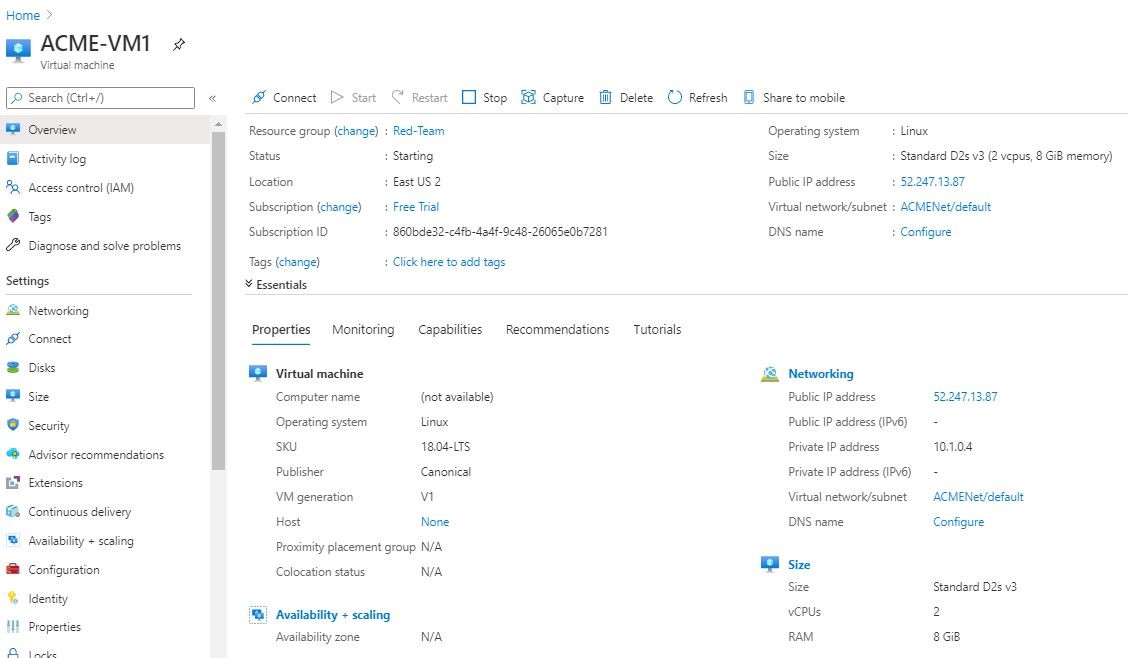 Home
ACME-VM1
Virtual machine
Search (Ctrl+/)
«
Connect Start Restart Stop Capture Delete Refresh Share to mobile
Overview
Activity log
Access control (IAM)
Tags
Diagnose and solve problems
Settings
Networking
Connect
Disks
Size
Security
Advisor recommendations
Extensions
Continuous delivery
Availability + scaling
Configuration
Identity
Properties
Locks
Resource group (change) : Red-Team
Status : Starting
Location : East US 2
Subscription (change) : Free Trial
Subscription ID : 860bde32-c4fb-4a4f-9c48-26065e0b7281
Tags (change) : Click here to add tags
Operating system : Linux
Size : Standard D2s v3 (2 vcpus, 8 GiB memory)
Public IP address : 52.247.13.87
Virtual network/subnet : ACMENet/default
DNS name : Configure
Essentials
Properties Monitoring Capabilities Recommendations Tutorials
Virtual machine
Computer name (not available)
Operating system Linux
SKU 18.04-LTS
Publisher Canonical
VM generation V1
Host None
Proximity placement group N/A
Colocation status N/A
Availability + scaling
Availability zone N/A
Networking
Public IP address 52.247.13.87
Public IP address (IPv6) -
Private IP address 10.1.0.4
Private IP address (IPv6) -
Virtual network/subnet ACMENet/default
DNS name Configure
Size
Size Standard D2s v3
vCPUs 2
RAM 8 GiB